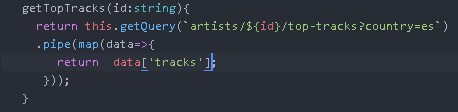 getTopTracks(id:string){
return this.getQuery(`artists/${id}/top-tracks?country=es`)
.pipe(map(data=>{
return data['tracks'];
}));
}